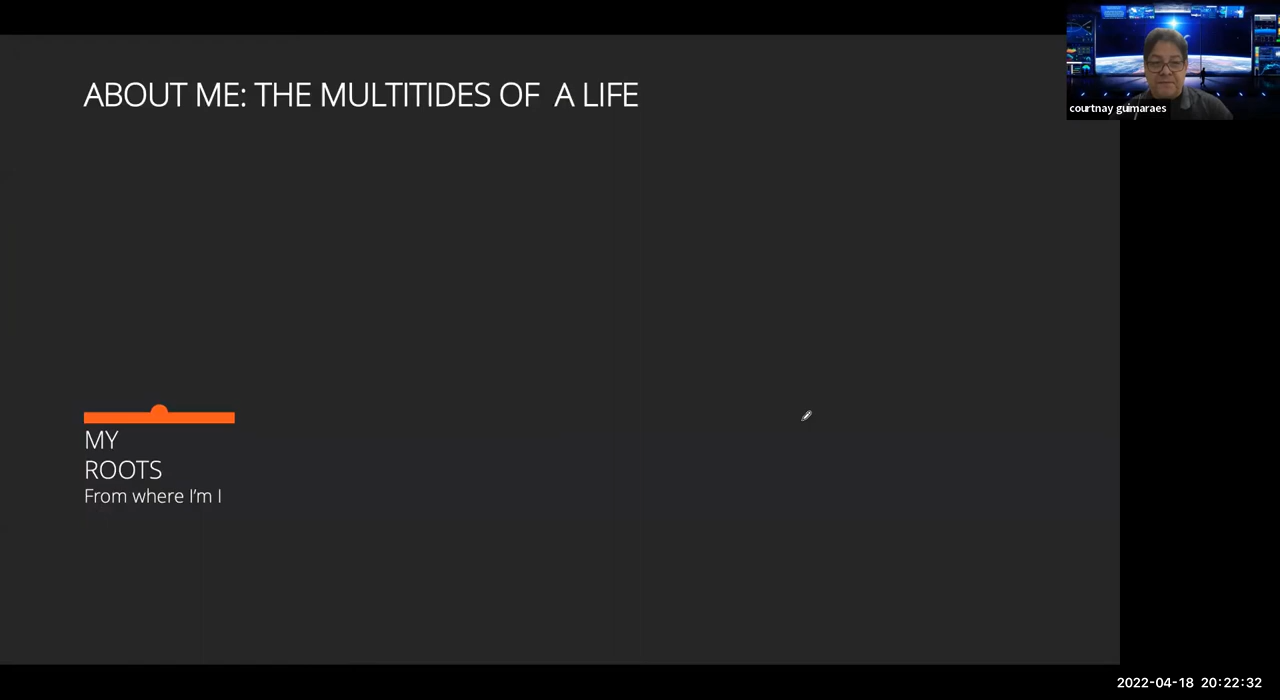 ABOUT ME: THE MULTITIDES OF  A LIFE
courtnay guimaraes
MY
ROOTS
From where I'm I
2022-04-18 20:22:32